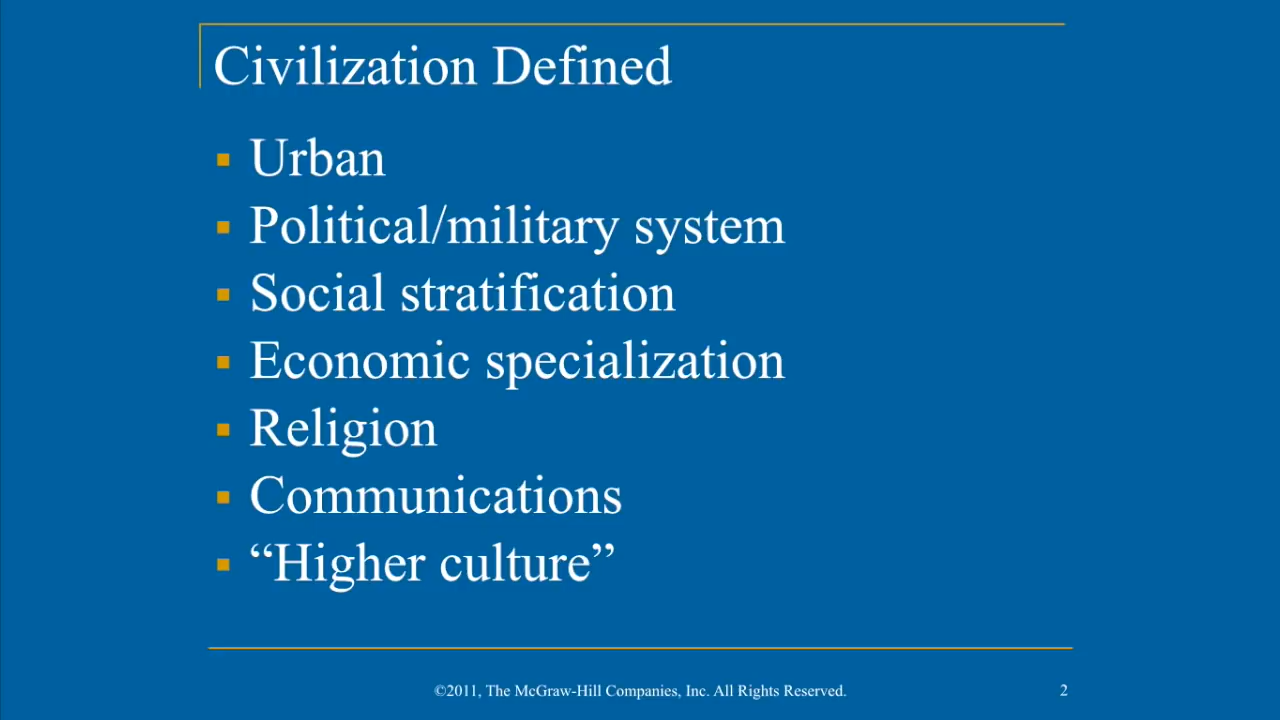 Civilization Defined
Urban
Political/military system
Social stratification
Economic specialization
Religion
Communications
“Higher culture”
©2011, The McGraw-Hill Companies, Inc. All Rights Reserved.
2